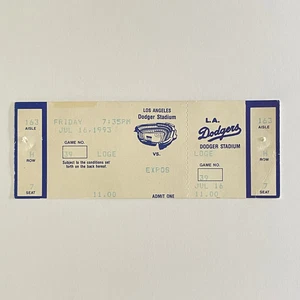 162
AISLE
ROW
7
SEAT
FRIDAY 7:35PM
JUL 16 1993
GAME NO.
39 LOGE
Subject to the conditions set
forth on the back hereof.
11.00
LOS ANGELES
Dodger Stadium
VS.
EXPOS
ADMIT ONE
L.A.
Dodgers
DODGER STADIUM
LOGE
GAME NO.
39
JUL 16
11.00
162
AISLE
ROW
7
SEAT